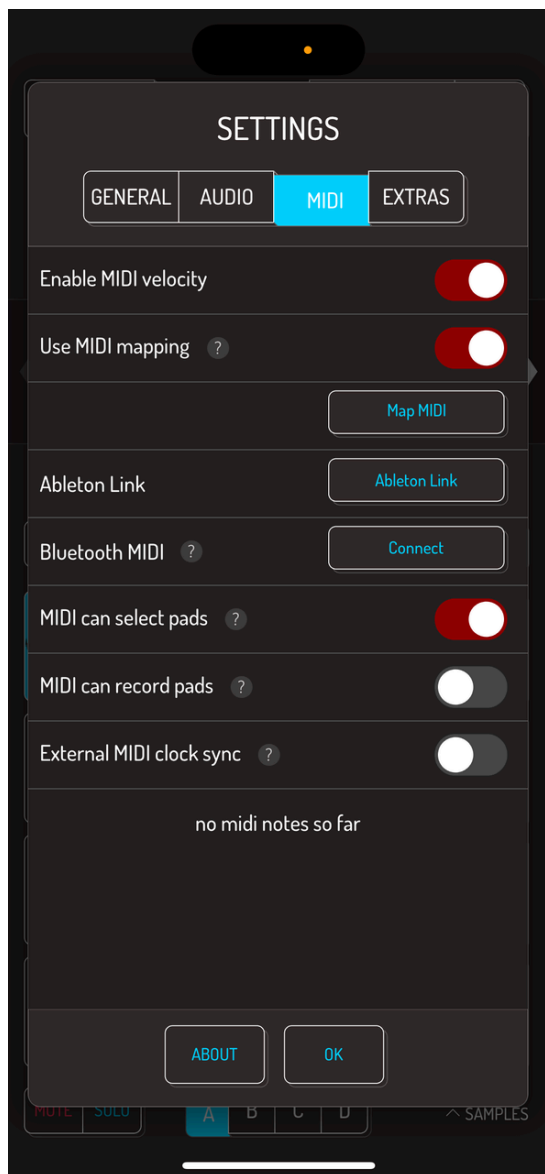 SETTINGS
GENERAL AUDIO MIDI EXTRAS
Enable MIDI velocity
Use MIDI mapping ?
Map MIDI
Ableton Link Ableton Link
Bluetooth MIDI ? Connect
MIDI can select pads ?
MIDI can record pads ?
External MIDI clock sync ?
no midi notes so far
ABOUT OK
MUTE SOLO A B C D SAMPLES